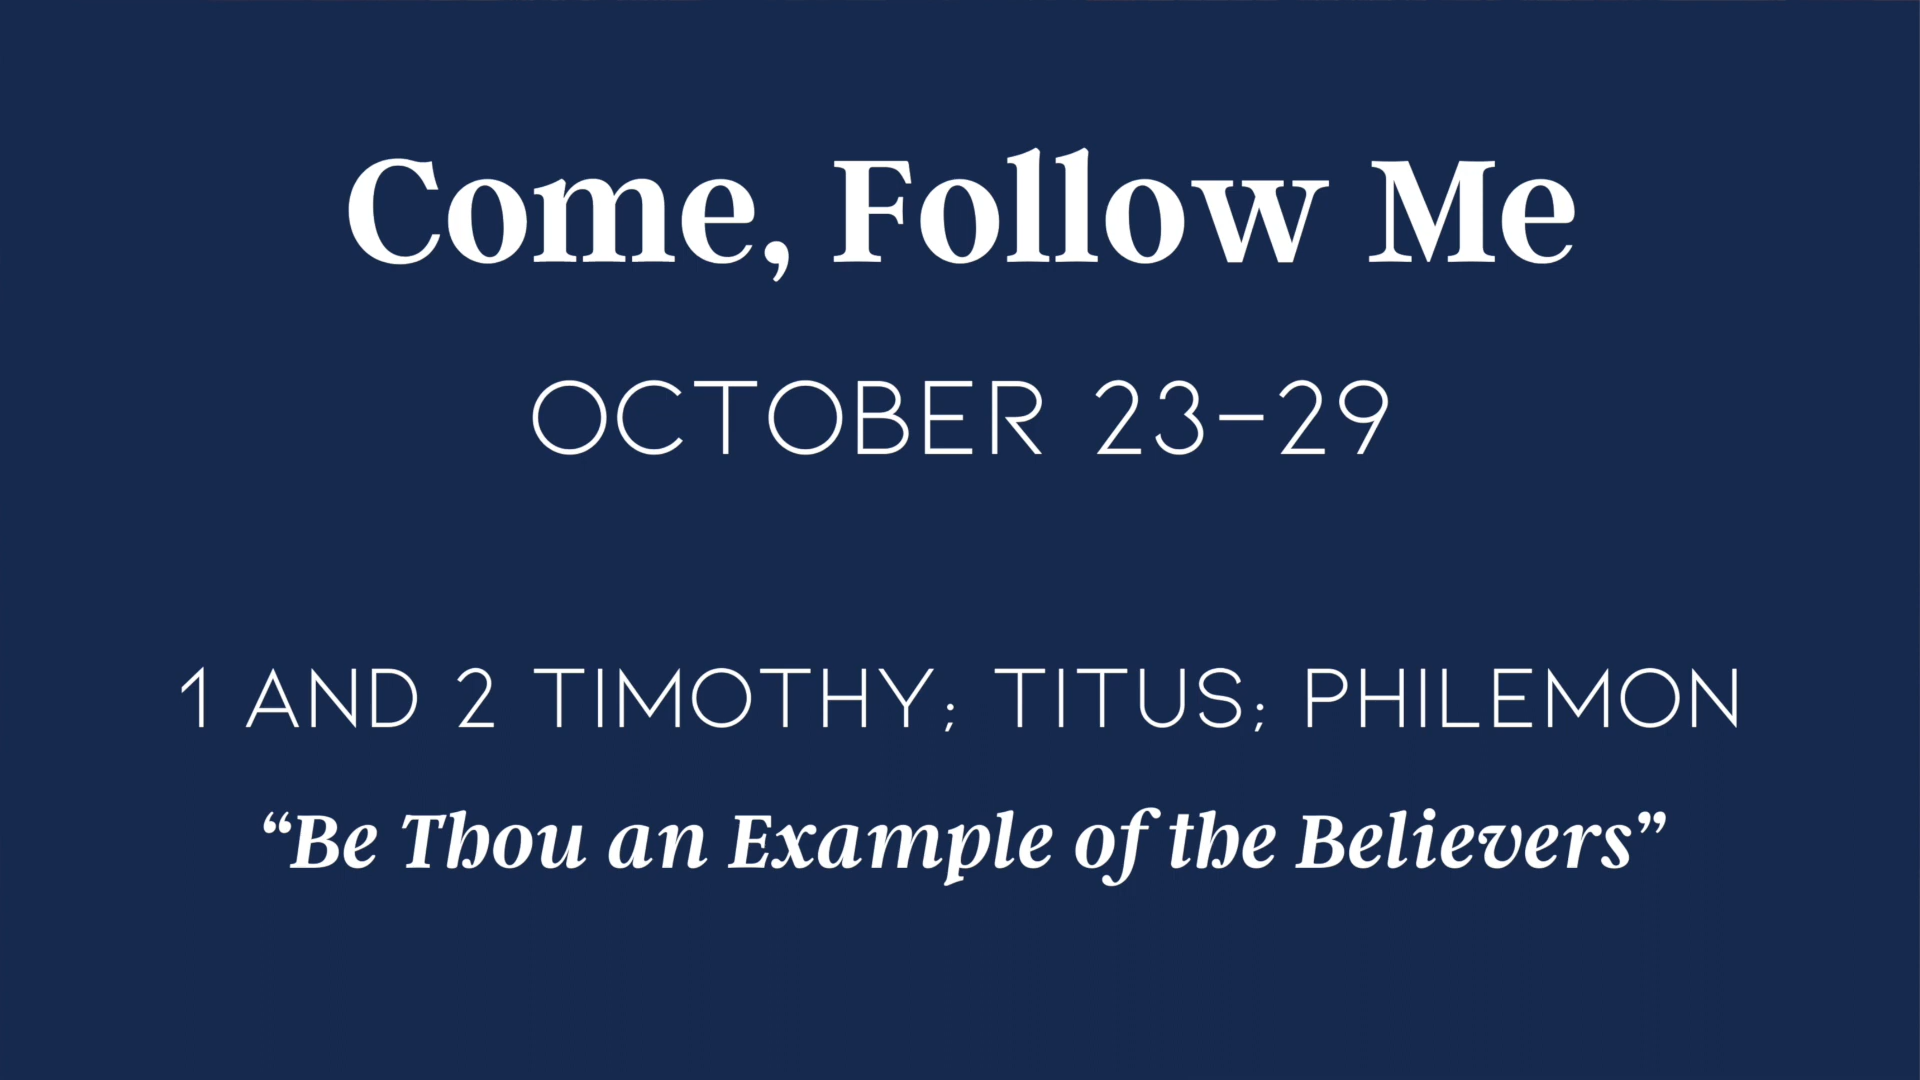 Come, Follow Me
OCTOBER 23–29
1 AND 2 TIMOTHY; TITUS; PHILEMON
“Be Thou an Example of the Believers”